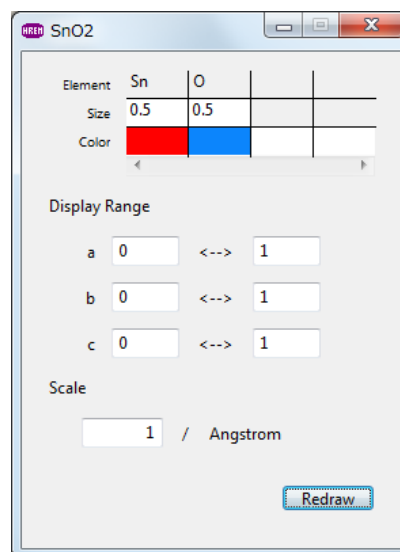 HREM SnO2
Element Sn O
Size 0.5 0.5
Color
Display Range
a 0 <--> 1
b 0 <--> 1
c 0 <--> 1
Scale
1 / Angstrom
Redraw